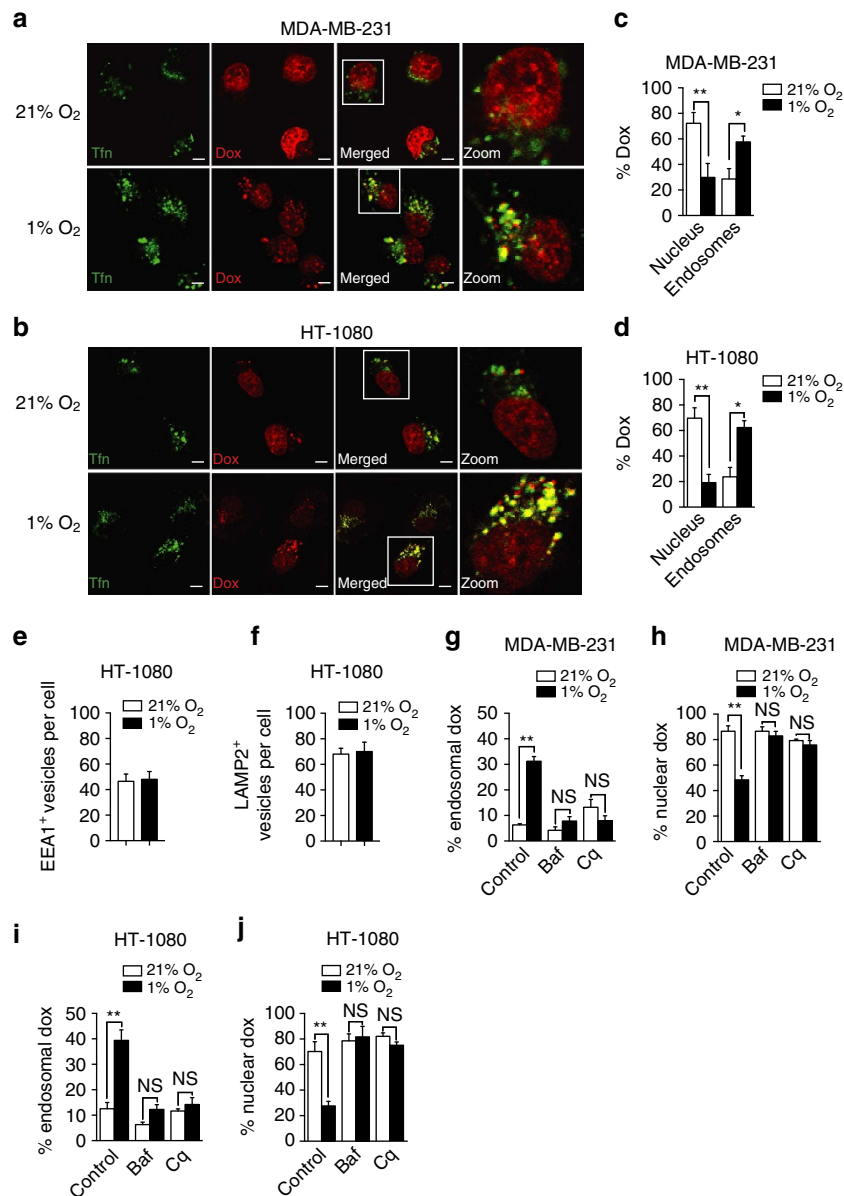 a
MDA-MB-231
21% O2
Tfn
Dox
Merged
Zoom
1% O2
Tfn
Dox
Merged
Zoom
b
HT-1080
21% O2
Tfn
Dox
Merged
Zoom
1% O2
Tfn
Dox
Merged
Zoom
c
MDA-MB-231
21% O2
1% O2
% Dox
100
80
60
40
20
0
**
*
Nucleus
Endosomes
d
HT-1080
21% O2
1% O2
% Dox
100
80
60
40
20
0
**
*
Nucleus
Endosomes
e
HT-1080
21% O2
1% O2
EEA1+ vesicles per cell
100
80
60
40
20
0
f
HT-1080
21% O2
1% O2
LAMP2+
vesicles per cell
100
80
60
40
20
0
g
MDA-MB-231
21% O2
1% O2
% endosomal dox
50
40
30
20
10
0
**
NS
NS
Control
Baf
Cq
h
MDA-MB-231
21% O2
1% O2
% nuclear dox
100
80
60
40
20
0
**
NS
NS
Control
Baf
Cq
i
HT-1080
21% O2
1% O2
% endosomal dox
50
40
30
20
10
0
**
NS
NS
Control
Baf
Cq
j
HT-1080
21% O2
1% O2
% nuclear dox
100
80
60
40
20
0
**
NS
NS
Control
Baf
Cq